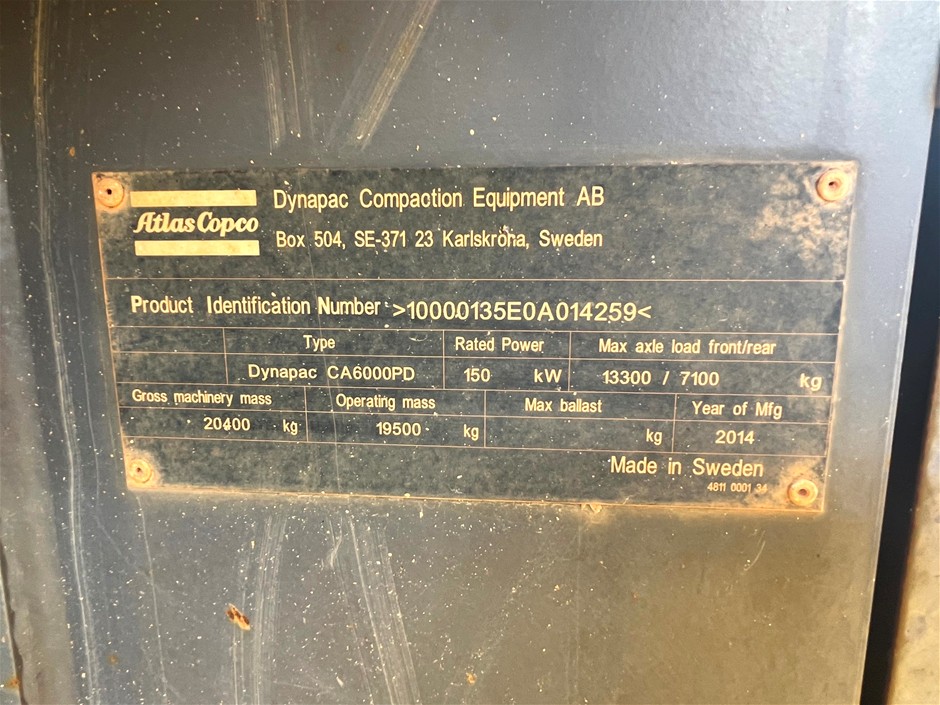 Atlas Copco
Dynapac Compaction Equipment AB
Box 504, SE-371 23 Karlskrona, Sweden
Product Identification Number >10000135E0A014259<
Type Rated Power Max axle load front/rear
Dynapac CA6000PD 150 kW 13300 / 7100 kg
Gross machinery mass Operating mass Max ballast Year of Mfg
20400 kg 19500 kg kg 2014
Made in Sweden
4811 0001 34